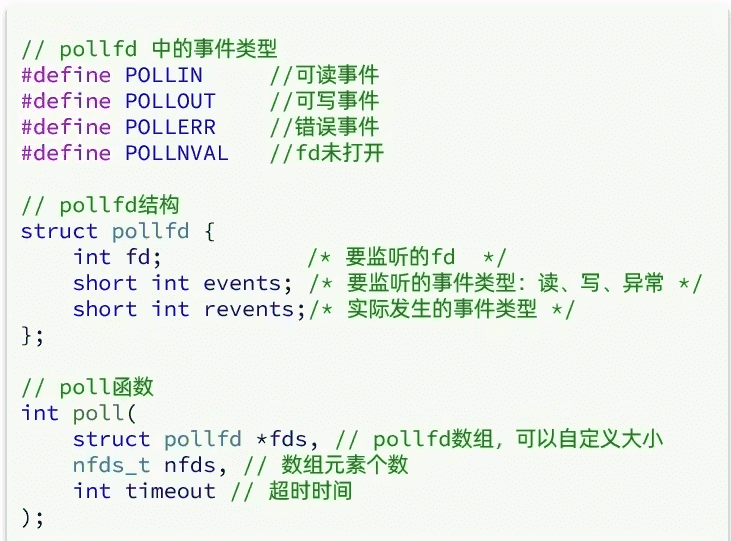 // pollfd 中的事件类型
#define POLLIN     //可读事件
#define POLLOUT    //可写事件
#define POLLERR    //错误事件
#define POLLNVAL   //fd未打开

// pollfd结构
struct pollfd {
    int fd;           /* 要监听的fd  */
    short int events; /* 要监听的事件类型：读、写、异常 */
    short int revents;/* 实际发生的事件类型 */
};

// poll函数
int poll(
    struct pollfd *fds, // pollfd数组，可以自定义大小
    nfds_t nfds, // 数组元素个数
    int timeout // 超时时间
);